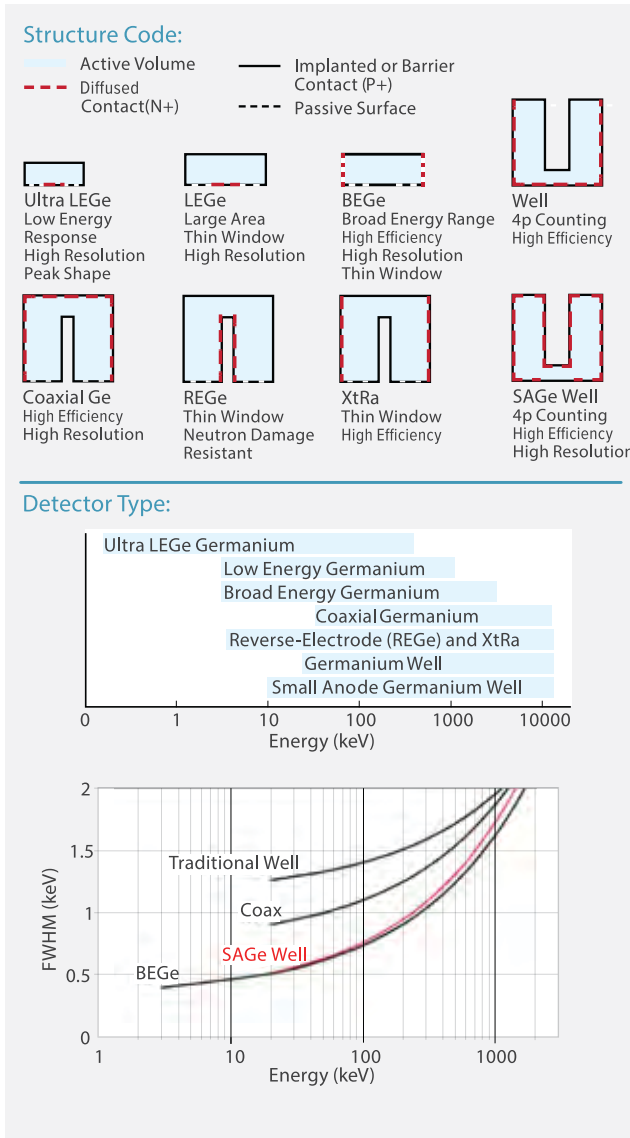 Structure Code:
Active Volume
Diffused
Contact(N+)
Implanted or Barrier
Contact (P+)
Passive Surface
Ultra LEGe
Low Energy
Response
High Resolution
Peak Shape
LEGe
Large Area
Thin Window
High Resolution
BEGe
Broad Energy Range
High Efficiency
High Resolution
Thin Window
Well
4p Counting
High Efficiency
Coaxial Ge
High Efficiency
High Resolution
REGe
Thin Window
Neutron Damage
Resistant
XtRa
Thin Window
High Efficiency
SAGe Well
4p Counting
High Efficiency
High Resolution
Detector Type:
Ultra LEGe Germanium
Low Energy Germanium
Broad Energy Germanium
Coaxial Germanium
Reverse-Electrode (REGe) and XtRa
Germanium Well
Small Anode Germanium Well
0 1 10 100 1000 10000
Energy (keV)
2
1.5
1
0.5
0
FWHM (keV)
Traditional Well
Coax
SAGe Well
BEGe
1 10 100 1000
Energy (keV)